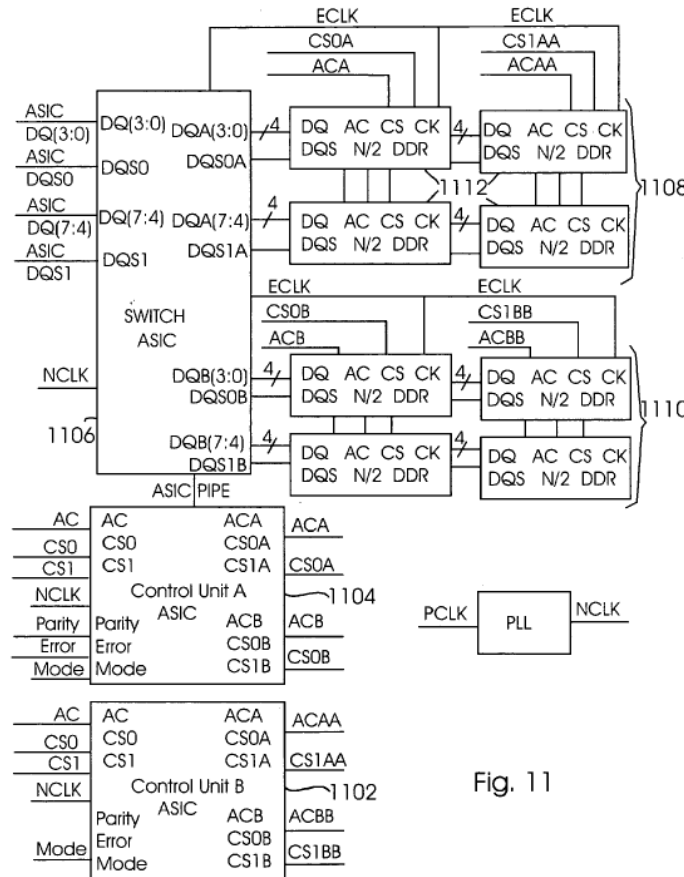 ECLK ECLK
CS0A CS1AA
ACA ACAA
ASIC DQ(3:0) DQA(3:0) 4 DQ AC CS CK 4 DQ AC CS CK
DQ(3:0)
ASIC DQS0 DQS0A DQS N/2 DDR DQS N/2 DDR
DQS0
1112 1108
ASIC DQ(7:4) DQA(7:4) 4 DQ AC CS CK 4 DQ AC CS CK
DQ(7:4)
ASIC DQS1 DQS1A DQS N/2 DDR DQS N/2 DDR
DQS1
ECLK ECLK
SWITCH CS0B CS1BB
ASIC ACB ACBB
NCLK DQB(3:0) 4 DQ AC CS CK 4 DQ AC CS CK
DQS0B DQS N/2 DDR DQS N/2 DDR
1110
1106 DQB(7:4) 4 DQ AC CS CK 4 DQ AC CS CK
DQS1B DQS N/2 DDR DQS N/2 DDR
ASIC PIPE
AC AC ACA ACA
CS0 CS0 CS0A
CS1 CS1 CS1A CS0A
NCLK Control Unit A 1104
ASIC
Parity Parity ACB ACB
Error Error CS0B
Mode Mode CS1B CS0B
PCLK PLL NCLK
AC AC ACA ACAA
CS0 CS0 CS0A
CS1 CS1 CS1A CS1AA
NCLK Control Unit B 1102
ASIC
Parity ACB ACBB
Error CS0B
Mode Mode CS1B CS1BB
Fig. 11